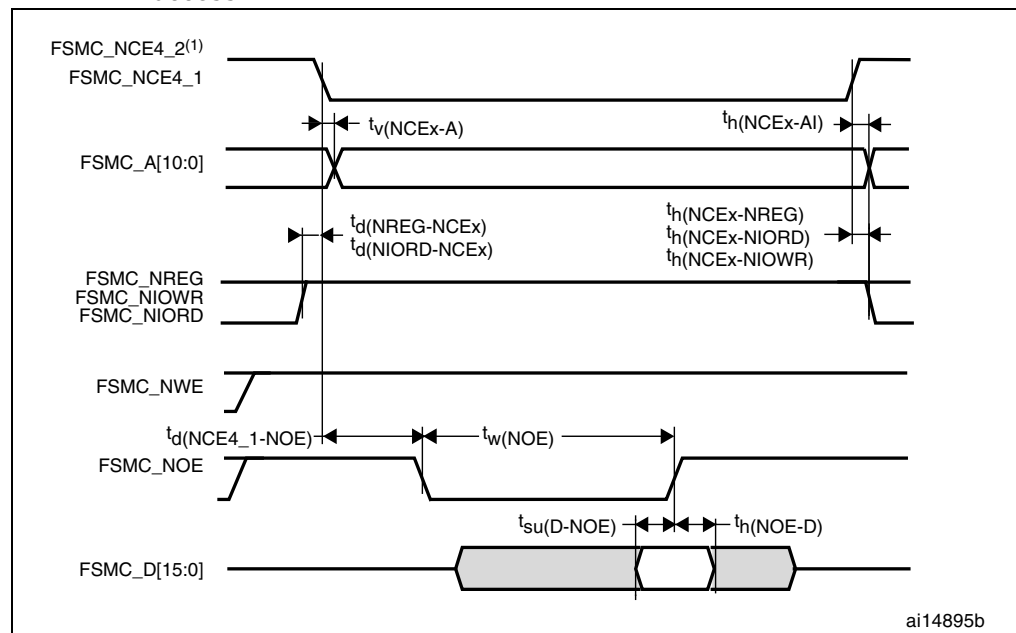 FSMC_NCE4_2(1)
FSMC_NCE4_1
tv(NCEx-A)
th(NCEx-AI)
FSMC_A[10:0]
td(NREG-NCEx)
td(NIORD-NCEx)
th(NCEx-NREG)
th(NCEx-NIORD)
th(NCEx-NIOWR)
FSMC_NREG
FSMC_NIOWR
FSMC_NIORD
FSMC_NWE
td(NCE4_1-NOE)
tw(NOE)
FSMC_NOE
tsu(D-NOE)
th(NOE-D)
FSMC_D[15:0]
ai14895b